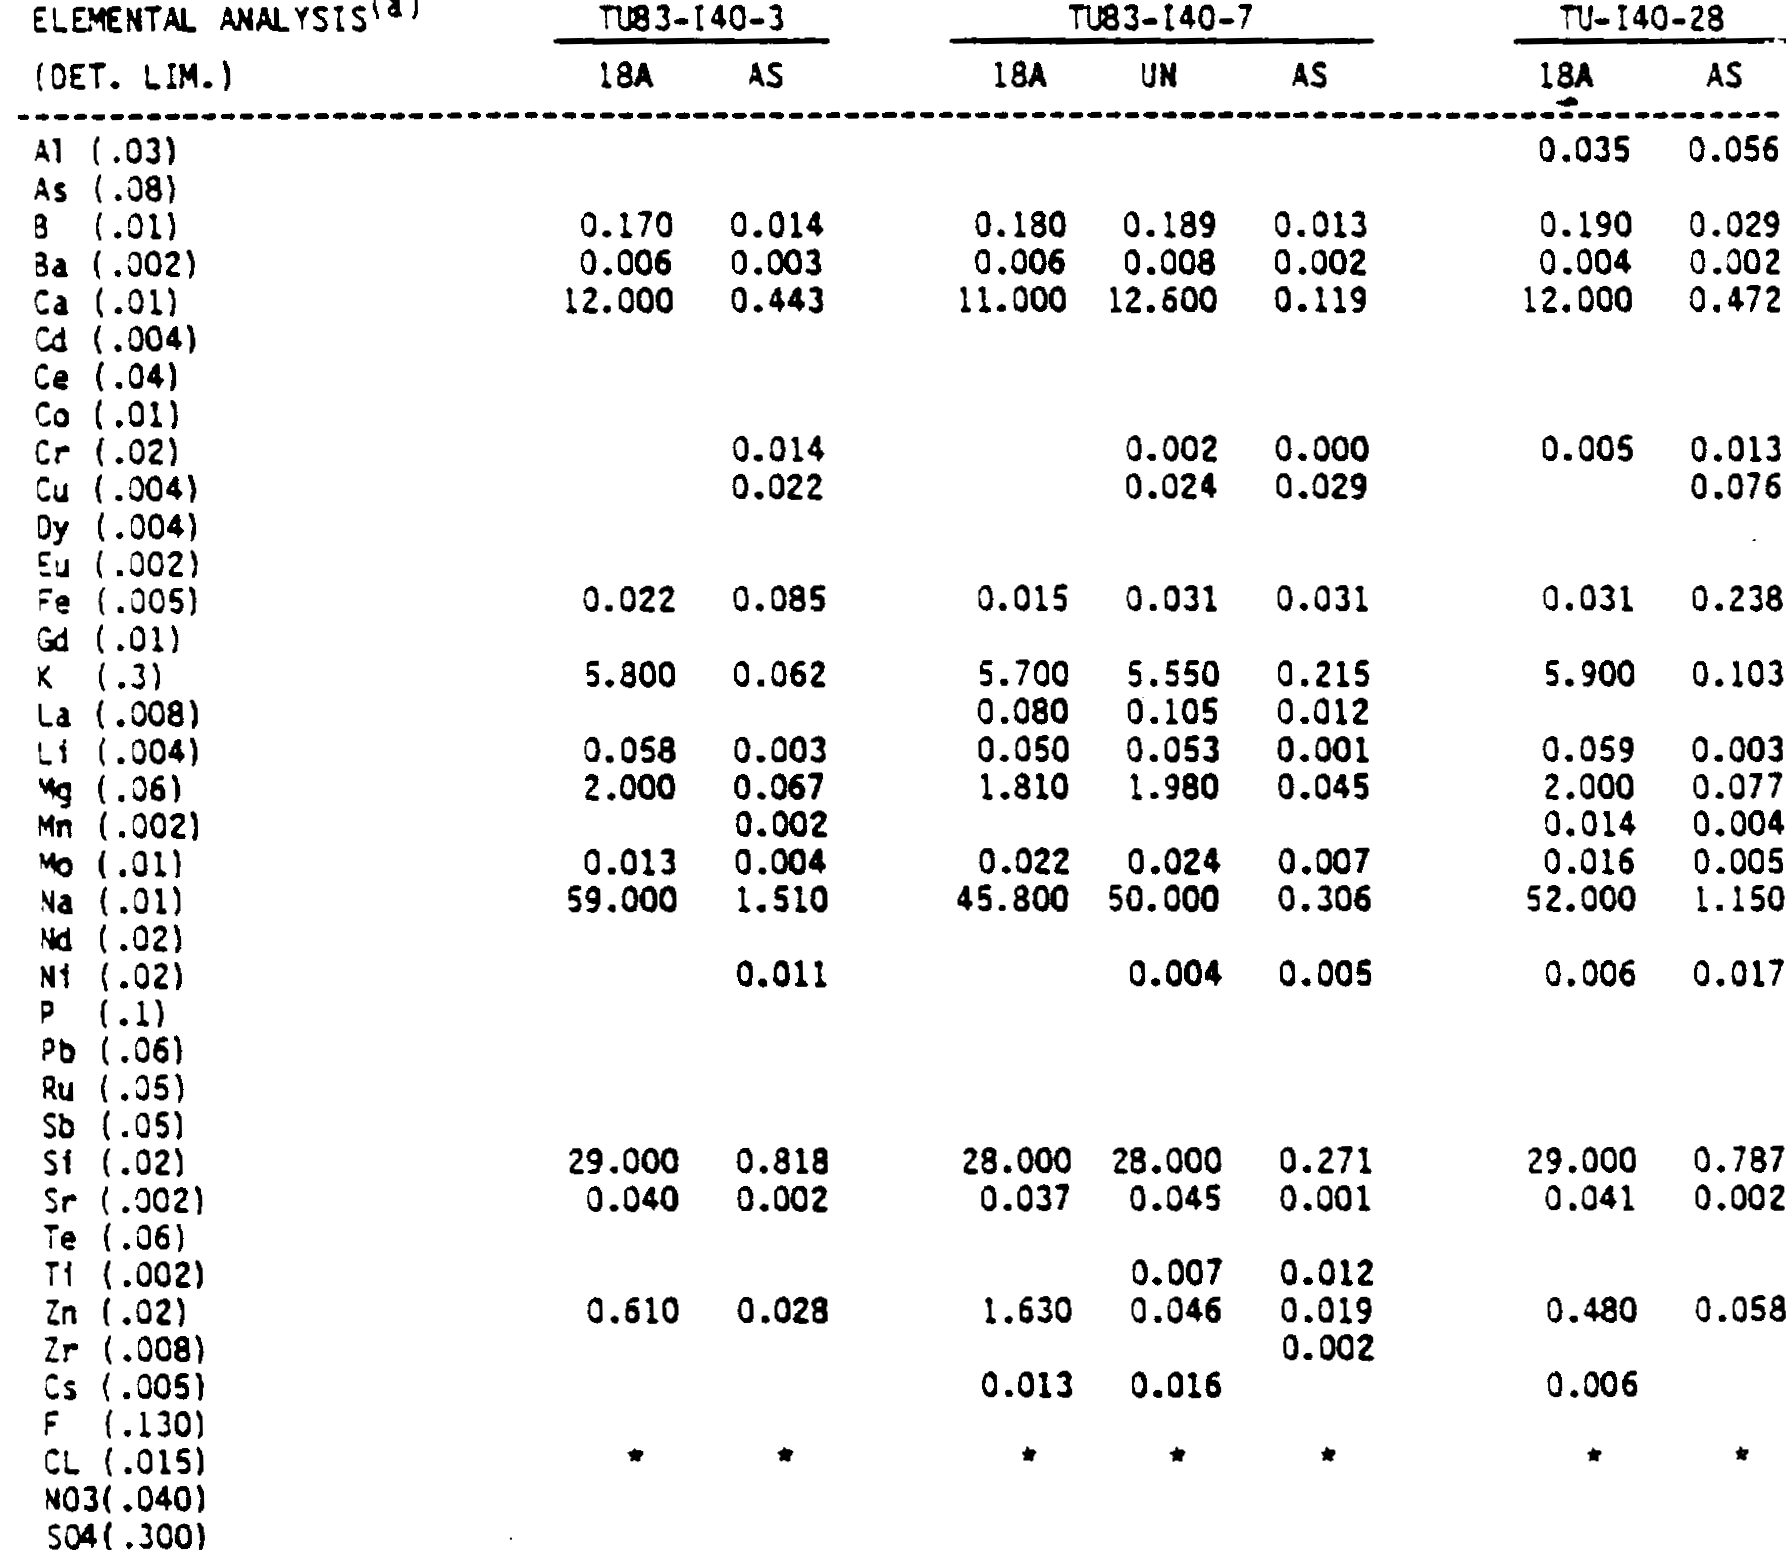 ELEMENTAL ANALYSIS(a) TU83-I40-3 TU83-I40-7 TU-I40-28
(DET. LIM.) 18A AS 18A UN AS 18A AS
Al (.03) 0.035 0.056
As (.08)
B (.01) 0.170 0.014 0.180 0.189 0.013 0.190 0.029
Ba (.002) 0.006 0.003 0.006 0.008 0.002 0.004 0.002
Ca (.01) 12.000 0.443 11.000 12.600 0.119 12.000 0.472
Cd (.004)
Ce (.04)
Co (.01)
Cr (.02) 0.014 0.002 0.000 0.005 0.013
Cu (.004) 0.022 0.024 0.029 0.076
Dy (.004)
Eu (.002)
Fe (.005) 0.022 0.085 0.015 0.031 0.031 0.031 0.238
Gd (.01)
K (.3) 5.800 0.062 5.700 5.550 0.215 5.900 0.103
La (.008) 0.080 0.105 0.012
Li (.004) 0.058 0.003 0.050 0.053 0.001 0.059 0.003
Mg (.06) 2.000 0.067 1.810 1.980 0.045 2.000 0.077
Mn (.002) 0.002 0.014 0.004
Mo (.01) 0.013 0.004 0.022 0.024 0.007 0.016 0.005
Na (.01) 59.000 1.510 45.800 50.000 0.306 52.000 1.150
Nd (.02)
Ni (.02) 0.011 0.004 0.005 0.006 0.017
P (.1)
Pb (.06)
Ru (.05)
Sb (.05)
Si (.02) 29.000 0.818 28.000 28.000 0.271 29.000 0.787
Sr (.002) 0.040 0.002 0.037 0.045 0.001 0.041 0.002
Te (.06)
Ti (.002) 0.007 0.012
Zn (.02) 0.610 0.028 1.630 0.046 0.019 0.480 0.058
Zr (.008) 0.002
Cs (.005) 0.013 0.016 0.006
F (.130)
CL (.015) * * * * * * *
NO3(.040)
SO4(.300)